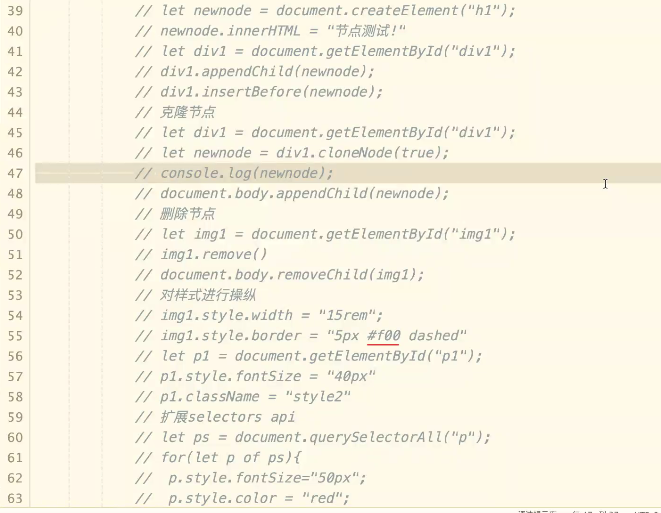 39 // let newnode = document.createElement("h1");
40 // newnode.innerHTML = "节点测试!"
41 // let div1 = document.getElementById("div1");
42 // div1.appendChild(newnode);
43 // div1.insertBefore(newnode);
44 // 克隆节点
45 // let div1 = document.getElementById("div1");
46 // let newnode = div1.cloneNode(true);
47 // console.log(newnode);
48 // document.body.appendChild(newnode);
49 // 删除节点
50 // let img1 = document.getElementById("img1");
51 // img1.remove()
52 // document.body.removeChild(img1);
53 // 对样式进行操纵
54 // img1.style.width = "15rem";
55 // img1.style.border = "5px #f00 dashed"
56 // let p1 = document.getElementById("p1");
57 // p1.style.fontSize = "40px"
58 // p1.className = "style2"
59 // 扩展selectors api
60 // let ps = document.querySelectorAll("p");
61 // for(let p of ps){
62 // p.style.fontSize="50px";
63 // p.style.color = "red";